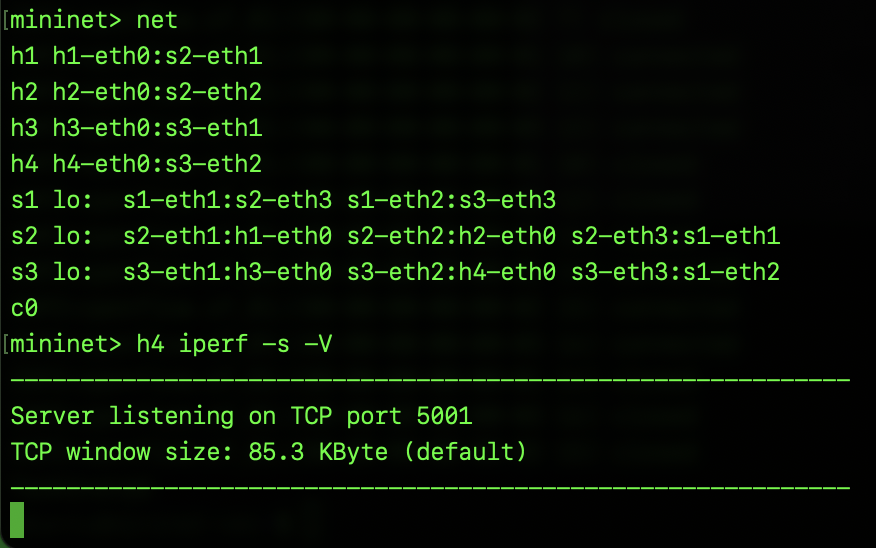 mininet> net
h1 h1-eth0:s2-eth1
h2 h2-eth0:s2-eth2
h3 h3-eth0:s3-eth1
h4 h4-eth0:s3-eth2
s1 lo:  s1-eth1:s2-eth3 s1-eth2:s3-eth3
s2 lo:  s2-eth1:h1-eth0 s2-eth2:h2-eth0 s2-eth3:s1-eth1
s3 lo:  s3-eth1:h3-eth0 s3-eth2:h4-eth0 s3-eth3:s1-eth2
c0
mininet> h4 iperf -s -V
------------------------------------------------------------
Server listening on TCP port 5001
TCP window size: 85.3 KByte (default)
------------------------------------------------------------